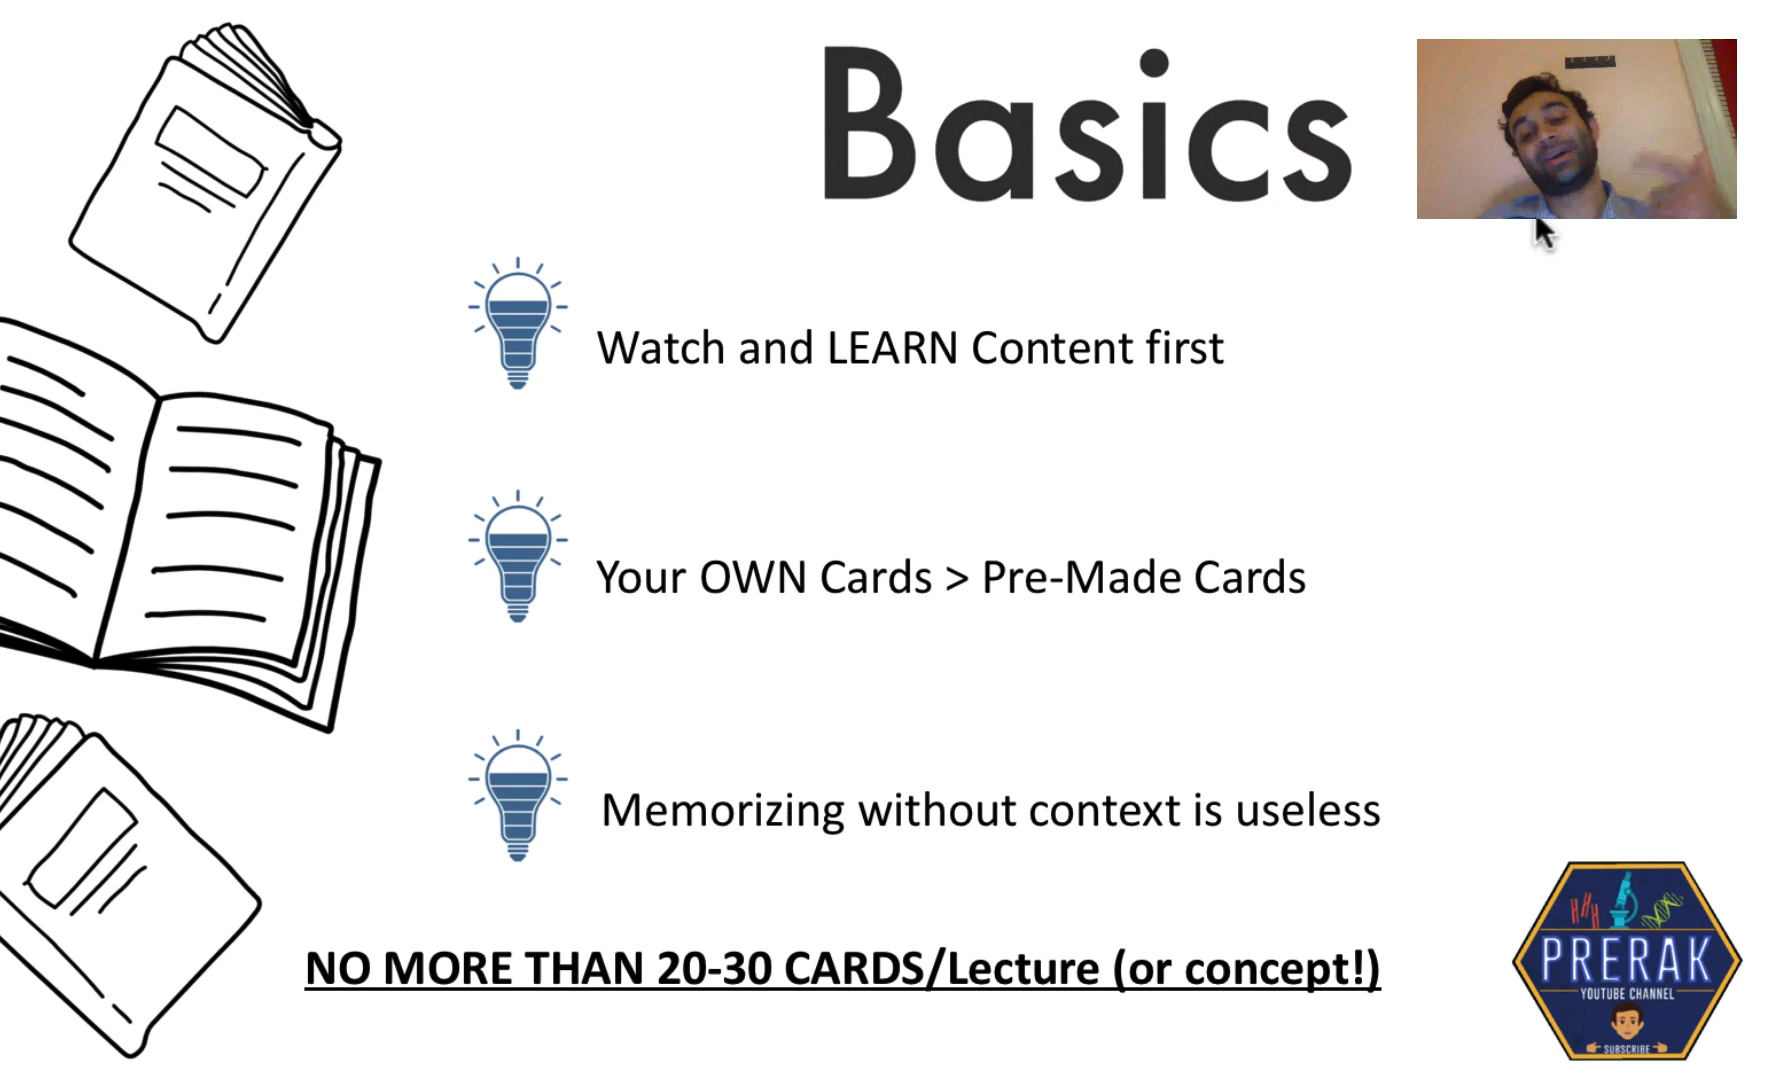 Basics
Watch and LEARN Content first
Your OWN Cards > Pre-Made Cards
Memorizing without context is useless
NO MORE THAN 20-30 CARDS/Lecture (or concept!)
PRERAK
YOUTUBE CHANNEL
SUBSCRIBE